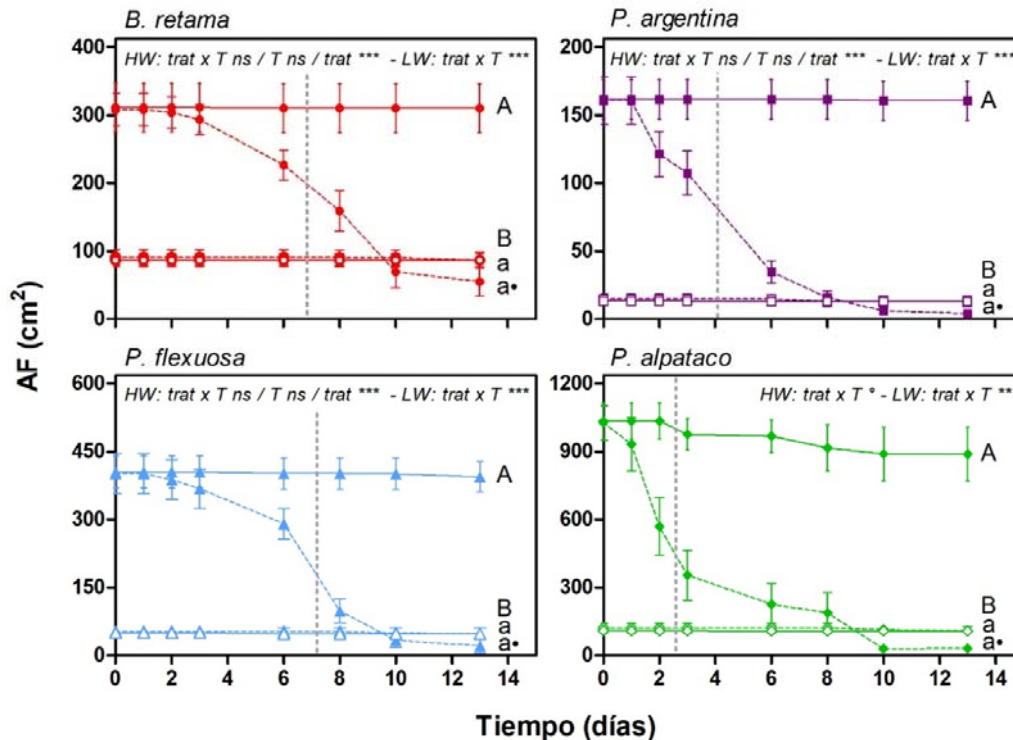 B. retama
HW: trat x T ns / T ns / trat *** - LW: trat x T ***
400
300
200
100
0
A
B
a
a•
P. argentina
HW: trat x T ns / T ns / trat *** - LW: trat x T ***
200
150
100
50
0
A
B
a
a•
AF (cm²)
P. flexuosa
HW: trat x T ns / T ns / trat *** - LW: trat x T ***
600
450
300
150
0
A
B
a
a•
0 2 4 6 8 10 12 14
P. alpataco
HW: trat x T ° - LW: trat x T **
1200
900
600
300
0
A
B
a
a•
0 2 4 6 8 10 12 14
Tiempo (días)